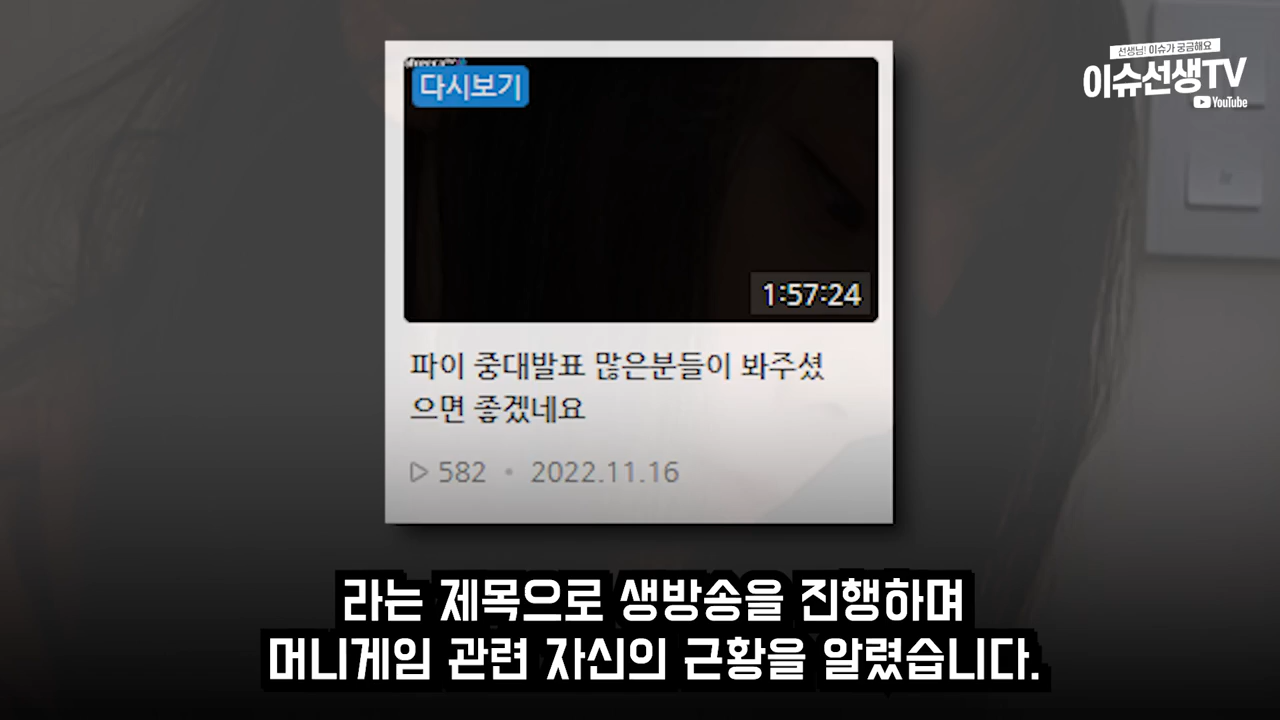 선생님! 이슈가 궁금해요
이슈선생TV
YouTube
다시보기
1:57:24
파이 중대발표 많은분들이 봐주셨
으면 좋겠네요
582 • 2022.11.16
라는 제목으로 생방송을 진행하며
머니게임 관련 자신의 근황을 알렸습니다.